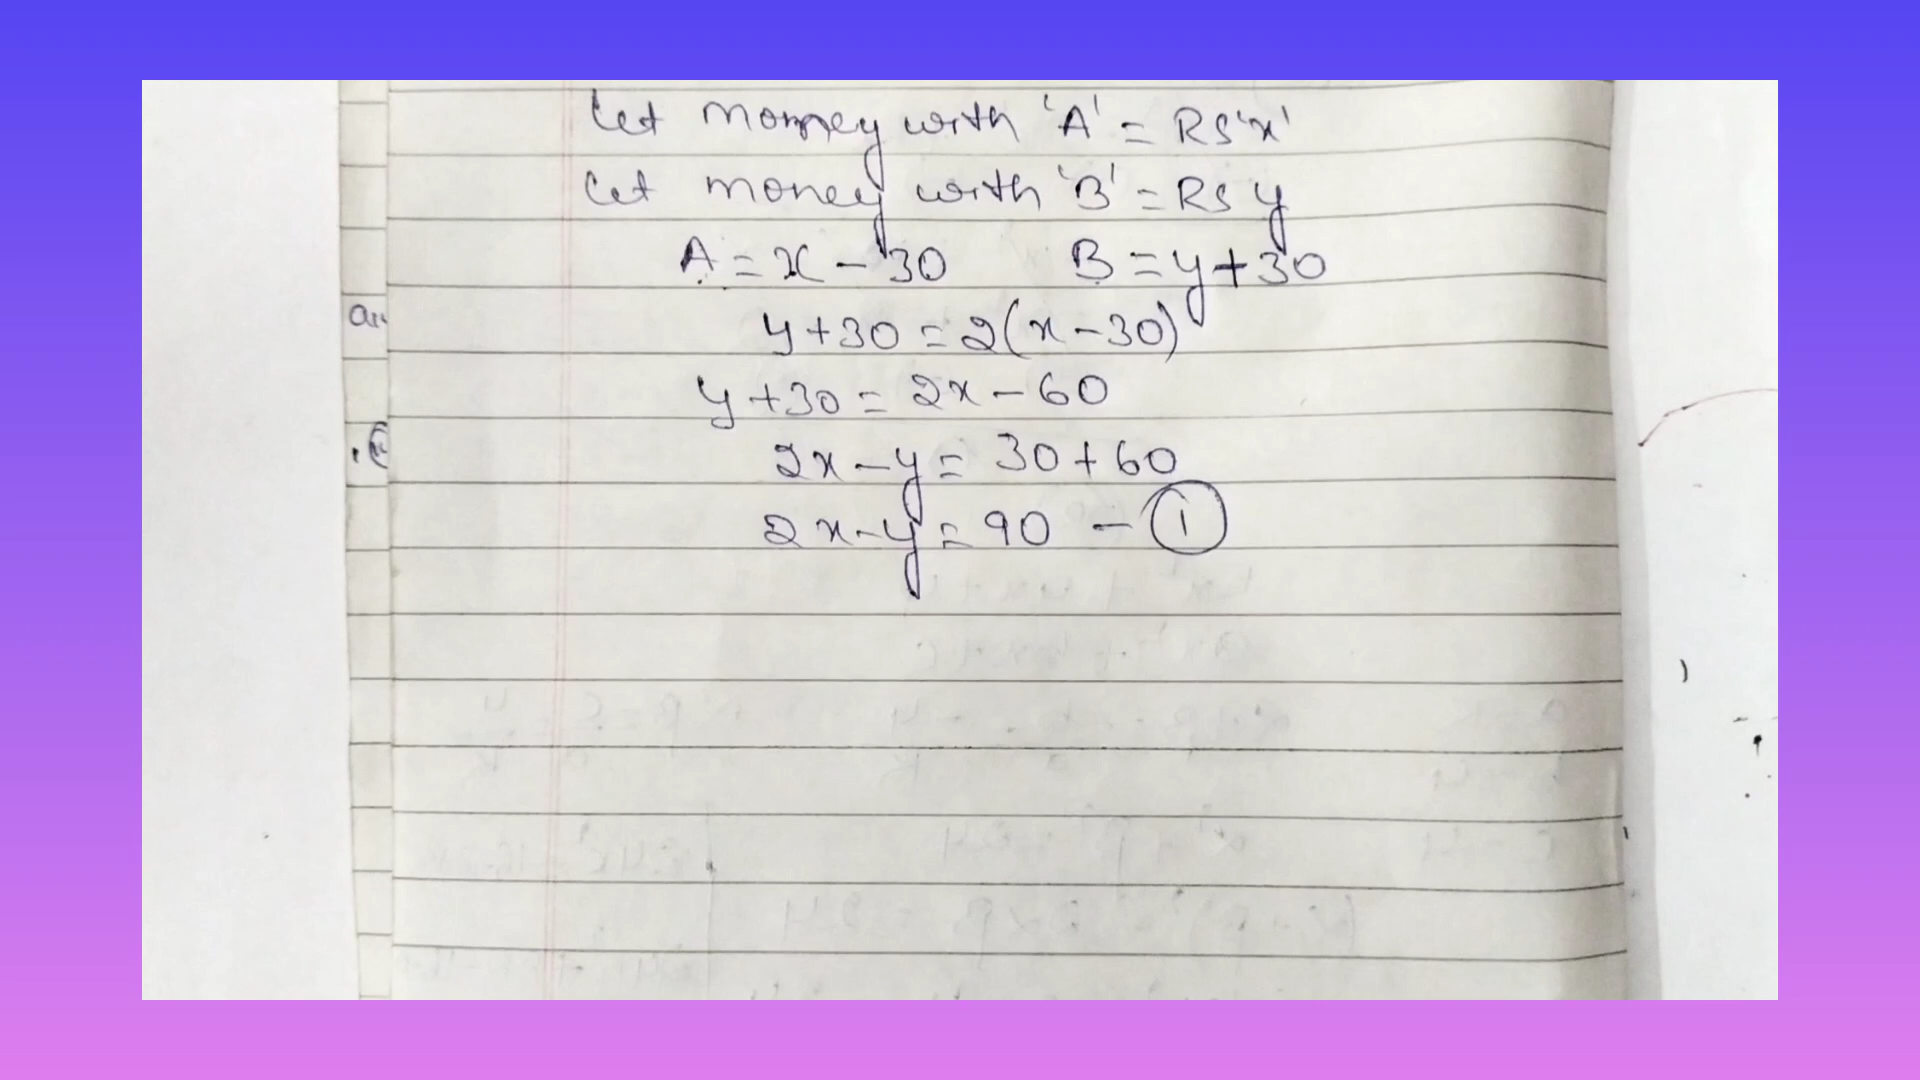 Let money with 'A' = Rs 'x'
Let money with 'B' = Rs y
A = x - 30 B = y + 30
y + 30 = 2(x - 30)
y + 30 = 2x - 60
2x - y = 30 + 60
2x - y = 90 - ①